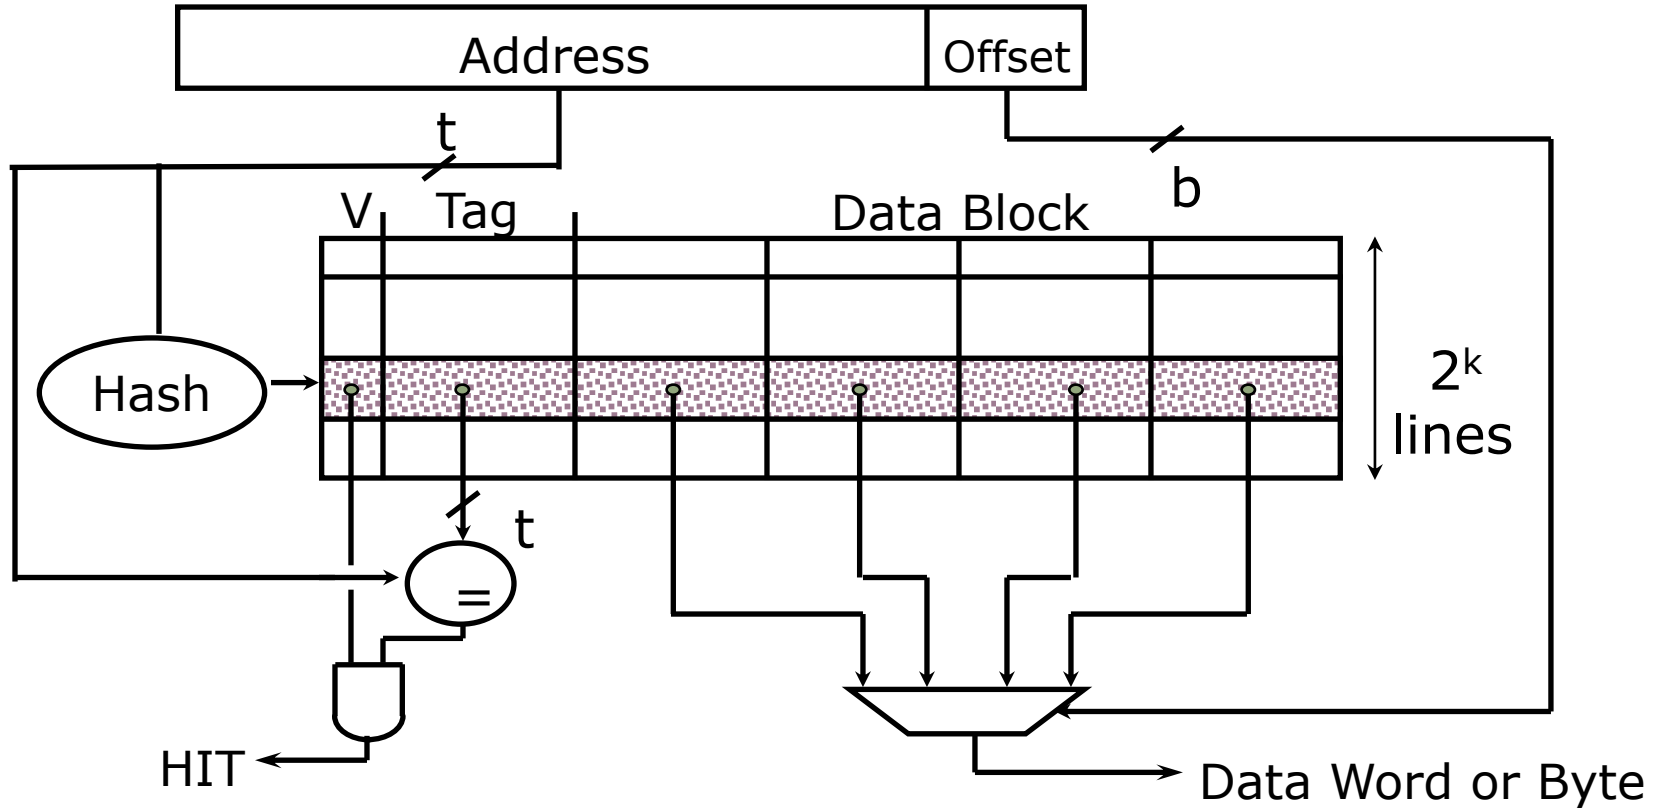 Address
Offset
t
b
V
Tag
Data Block
Hash
2ᵏ
lines
t
=
HIT
Data Word or Byte